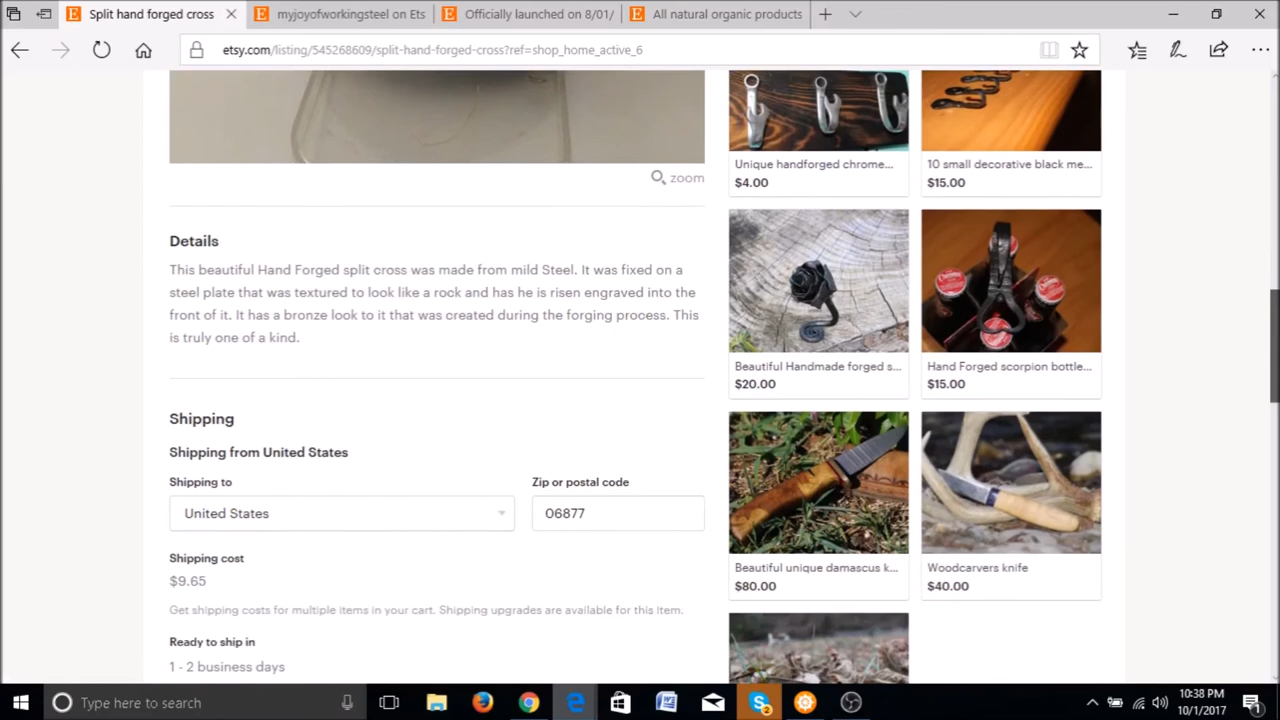 Split hand forged cross
myjoyofworkingsteel on Ets
Officially launched on 8/01/
All natural organic products
etsy.com/listing/545268609/split-hand-forged-cross?ref=shop_home_active_6
zoom
Details
This beautiful Hand Forged split cross was made from mild Steel. It was fixed on a
steel plate that was textured to look like a rock and has he is risen engraved into the
front of it. It has a bronze look to it that was created during the forging process. This
is truly one of a kind.
Shipping
Shipping from United States
Shipping to
Zip or postal code
United States
06877
Shipping cost
$9.65
Get shipping costs for multiple items in your cart. Shipping upgrades are available for this item.
Ready to ship in
1 - 2 business days
Unique handforged chrome...
$4.00
10 small decorative black me...
$15.00
Beautiful Handmade forged s...
$20.00
Hand Forged scorpion bottle...
$15.00
Beautiful unique damascus k...
$80.00
Woodcarvers knife
$40.00
Type here to search
2
10:38 PM
10/1/2017
1